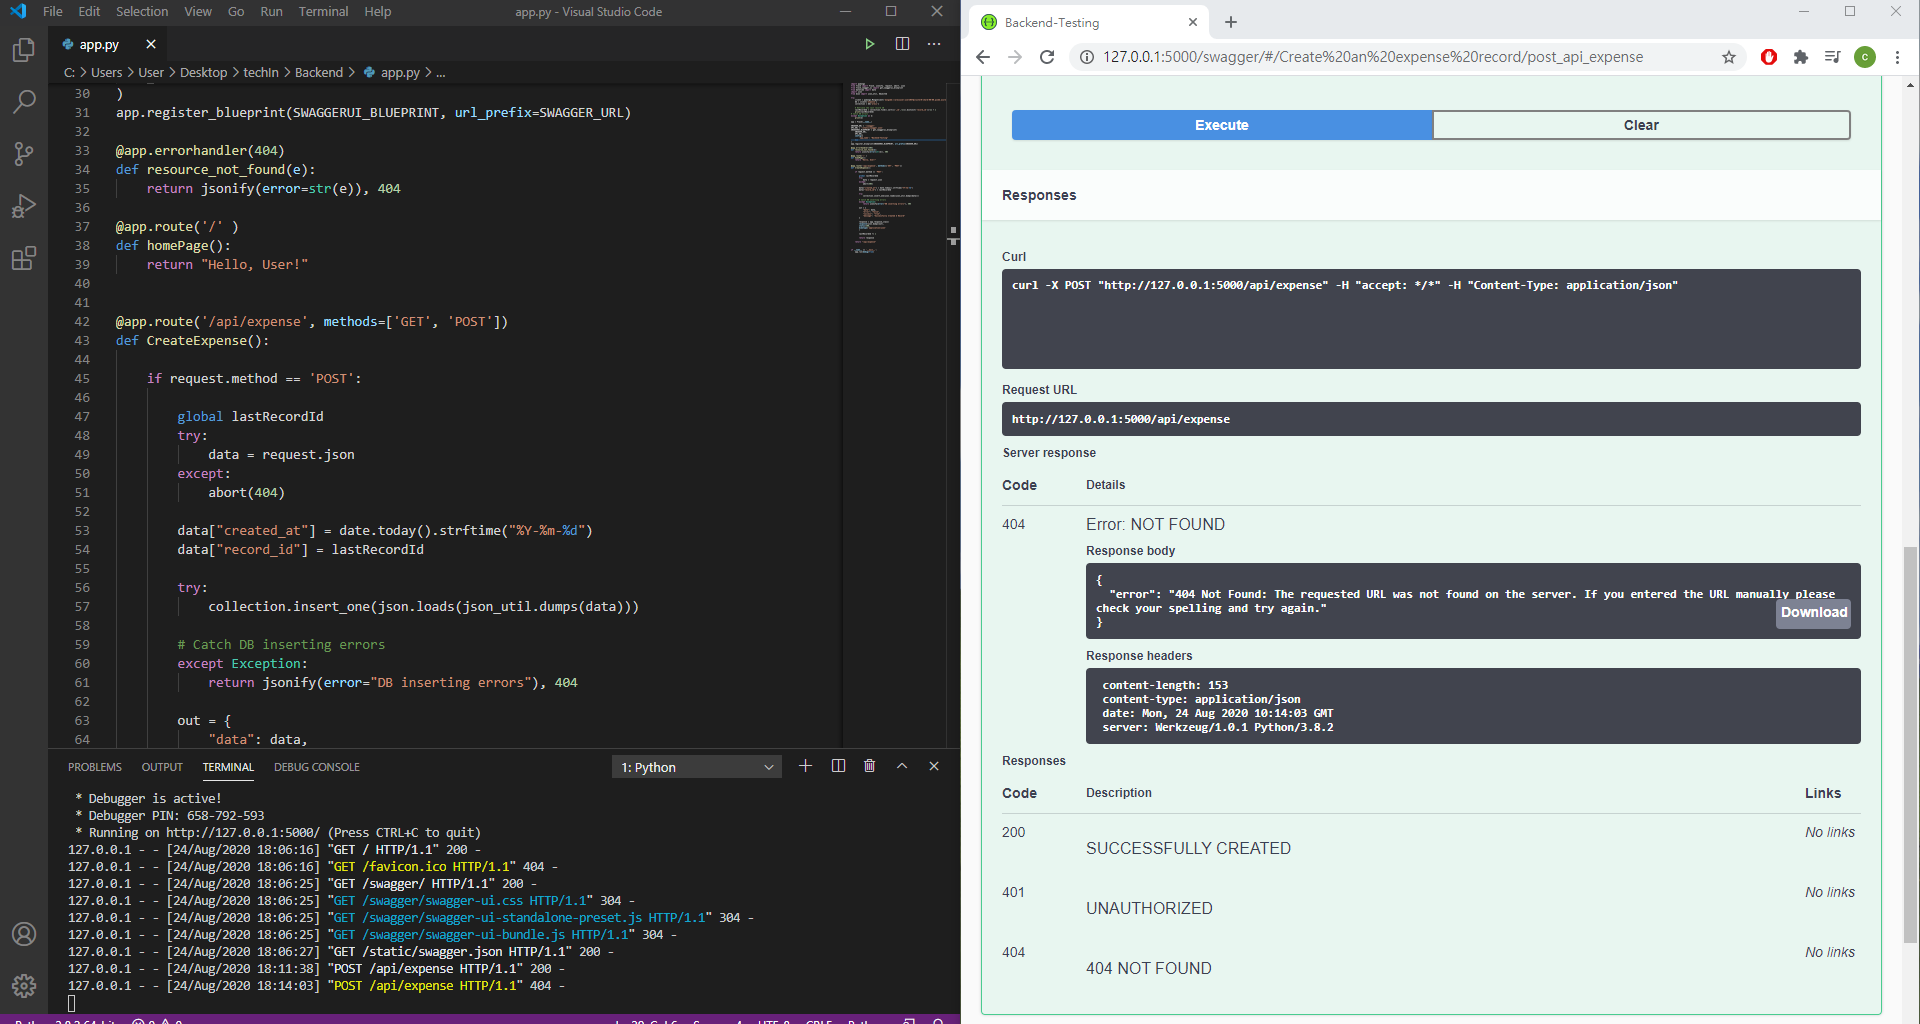 File Edit Selection View Go Run Terminal Help app.py - Visual Studio Code
app.py
C: > Users > User > Desktop > techIn > Backend > app.py > ...
30 )
31 app.register_blueprint(SWAGGERUI_BLUEPRINT, url_prefix=SWAGGER_URL)
32
33 @app.errorhandler(404)
34 def resource_not_found(e):
35 return jsonify(error=str(e)), 404
36
37 @app.route('/' )
38 def homePage():
39 return "Hello, User!"
40
41
42 @app.route('/api/expense', methods=['GET', 'POST'])
43 def CreateExpense():
44
45 if request.method == 'POST':
46
47 global lastRecordId
48 try:
49 data = request.json
50 except:
51 abort(404)
52
53 data["created_at"] = date.today().strftime("%Y-%m-%d")
54 data["record_id"] = lastRecordId
55
56 try:
57 collection.insert_one(json.loads(json_util.dumps(data)))
58
59 # Catch DB inserting errors
60 except Exception:
61 return jsonify(error="DB inserting errors"), 404
62
63 out = {
64 "data": data,
PROBLEMS OUTPUT TERMINAL DEBUG CONSOLE 1: Python
* Debugger is active!
* Debugger PIN: 658-792-593
* Running on http://127.0.0.1:5000/ (Press CTRL+C to quit)
127.0.0.1 - - [24/Aug/2020 18:06:16] "GET / HTTP/1.1" 200 -
127.0.0.1 - - [24/Aug/2020 18:06:16] "GET /favicon.ico HTTP/1.1" 404 -
127.0.0.1 - - [24/Aug/2020 18:06:25] "GET /swagger/ HTTP/1.1" 200 -
127.0.0.1 - - [24/Aug/2020 18:06:25] "GET /swagger/swagger-ui.css HTTP/1.1" 304 -
127.0.0.1 - - [24/Aug/2020 18:06:25] "GET /swagger/swagger-ui-standalone-preset.js HTTP/1.1" 304 -
127.0.0.1 - - [24/Aug/2020 18:06:25] "GET /swagger/swagger-ui-bundle.js HTTP/1.1" 304 -
127.0.0.1 - - [24/Aug/2020 18:06:27] "GET /static/swagger.json HTTP/1.1" 200 -
127.0.0.1 - - [24/Aug/2020 18:11:38] "POST /api/expense HTTP/1.1" 200 -
127.0.0.1 - - [24/Aug/2020 18:14:03] "POST /api/expense HTTP/1.1" 404 -
Backend-Testing
127.0.0.1:5000/swagger/#/Create%20an%20expense%20record/post_api_expense
c
Execute Clear
Responses
Curl
curl -X POST "http://127.0.0.1:5000/api/expense" -H "accept: */*" -H "Content-Type: application/json"
Request URL
http://127.0.0.1:5000/api/expense
Server response
Code Details
404 Error: NOT FOUND
Response body
{
"error": "404 Not Found: The requested URL was not found on the server. If you entered the URL manually please
check your spelling and try again."
}
Download
Response headers
content-length: 153
content-type: application/json
date: Mon, 24 Aug 2020 10:14:03 GMT
server: Werkzeug/1.0.1 Python/3.8.2
Responses
Code Description Links
200 No links
SUCCESSFULLY CREATED
401 No links
UNAUTHORIZED
404 No links
404 NOT FOUND